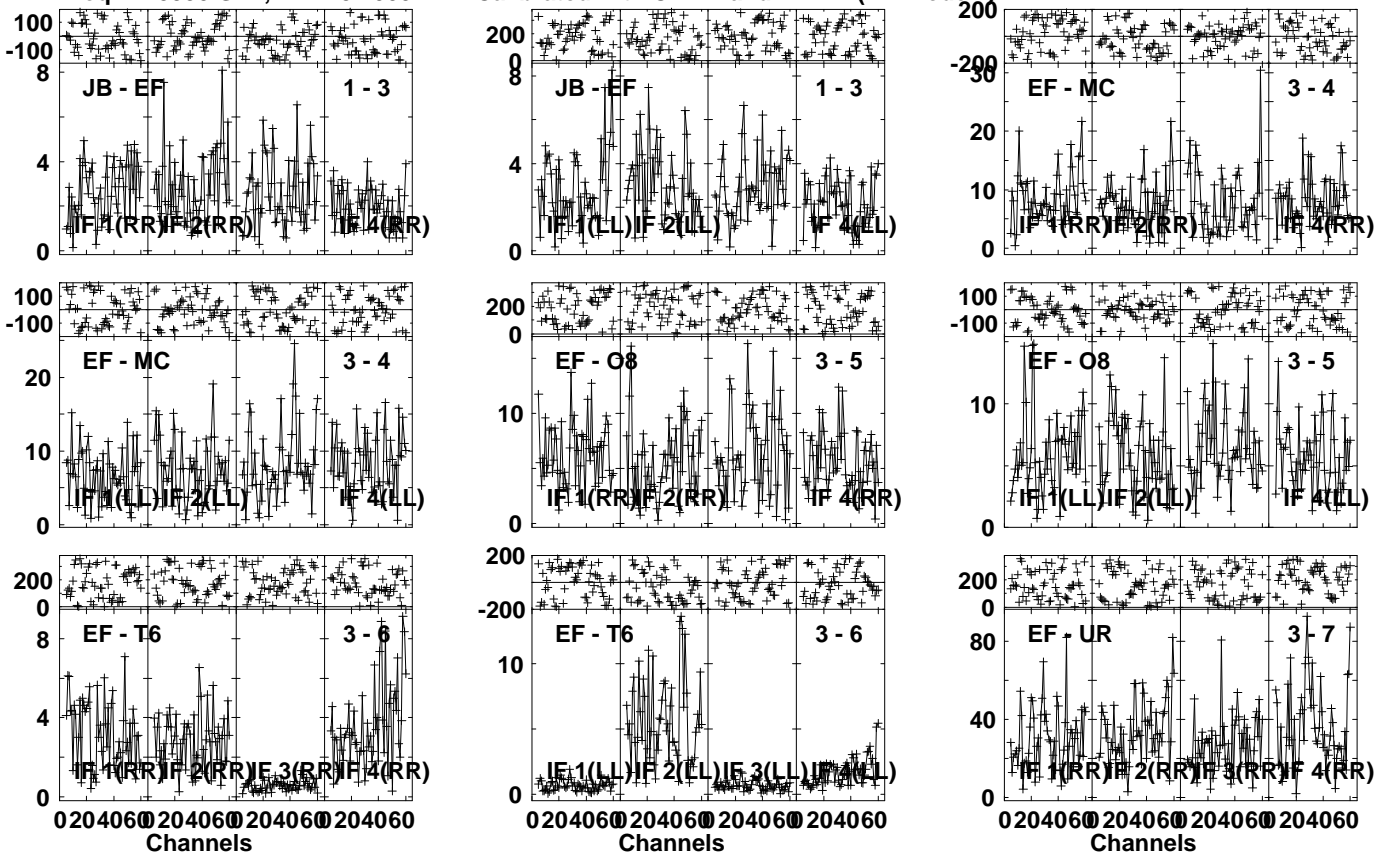 100
-100
8
4
0
JB - EF
1 - 3
IF 1(RR)
IF 2(RR)
IF 4(RR)
200
0
8
4
0
JB - EF
1 - 3
IF 1(LL)
IF 2(LL)
IF 4(LL)
200
-200
30
20
10
0
EF - MC
3 - 4
IF 1(RR)
IF 2(RR)
IF 4(RR)
100
-100
20
10
0
EF - MC
3 - 4
IF 1(LL)
IF 2(LL)
IF 4(LL)
200
0
10
0
EF - O8
3 - 5
IF 1(RR)
IF 2(RR)
IF 4(RR)
100
-100
10
0
EF - O8
3 - 5
IF 1(LL)
IF 2(LL)
IF 4(LL)
200
0
8
4
0
EF - T6
3 - 6
IF 1(RR)
IF 2(RR)
IF 3(RR)
IF 4(RR)
0 20 40 60 0 20 40 60 0 20 40 60 0 20 40 60
Channels
200
-200
10
0
EF - T6
3 - 6
IF 1(LL)
IF 2(LL)
IF 3(LL)
IF 4(LL)
0 20 40 60 0 20 40 60 0 20 40 60 0 20 40 60
Channels
200
0
80
40
0
EF - UR
3 - 7
IF 1(RR)
IF 2(RR)
IF 3(RR)
IF 4(RR)
0 20 40 60 0 20 40 60 0 20 40 60 0 20 40 60
Channels